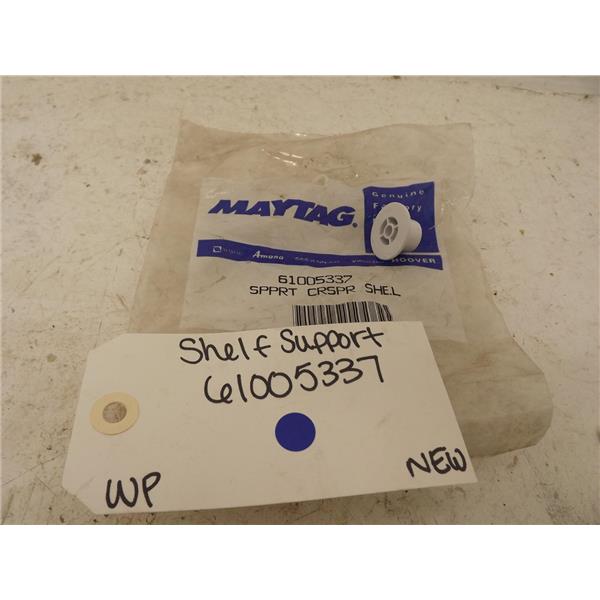 MAYTAG.
Genuine
Factory
Amana
HOOVER
61005337
SPPRT CRSPR SHEL
Shelf Support
61005337
WP
NEW